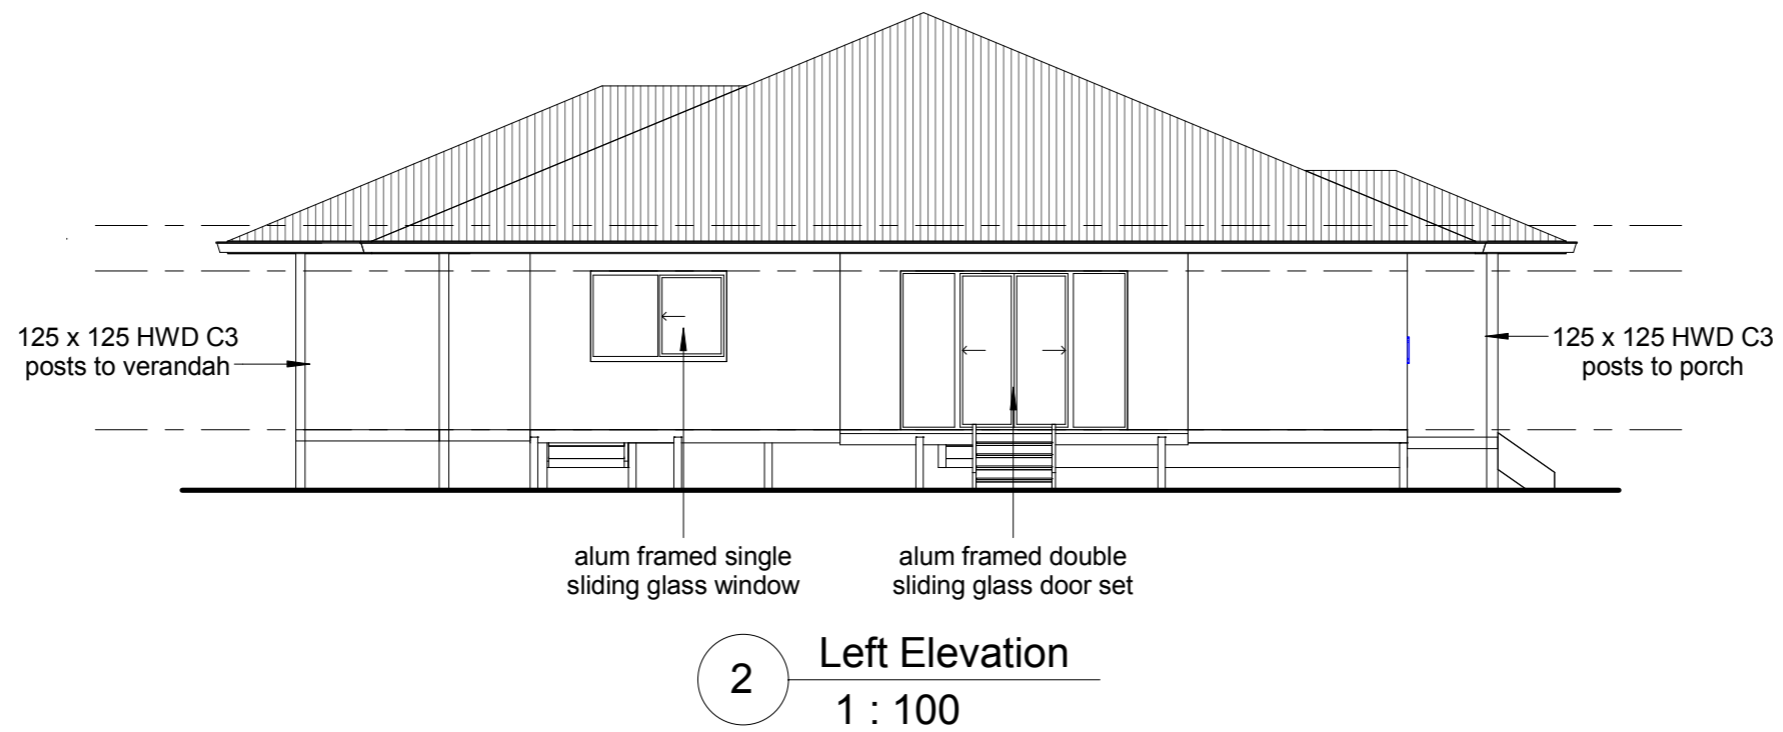 125 x 125 HWD C3
posts to verandah
125 x 125 HWD C3
posts to porch
alum framed single
sliding glass window
alum framed double
sliding glass door set
2
Left Elevation
1 : 100